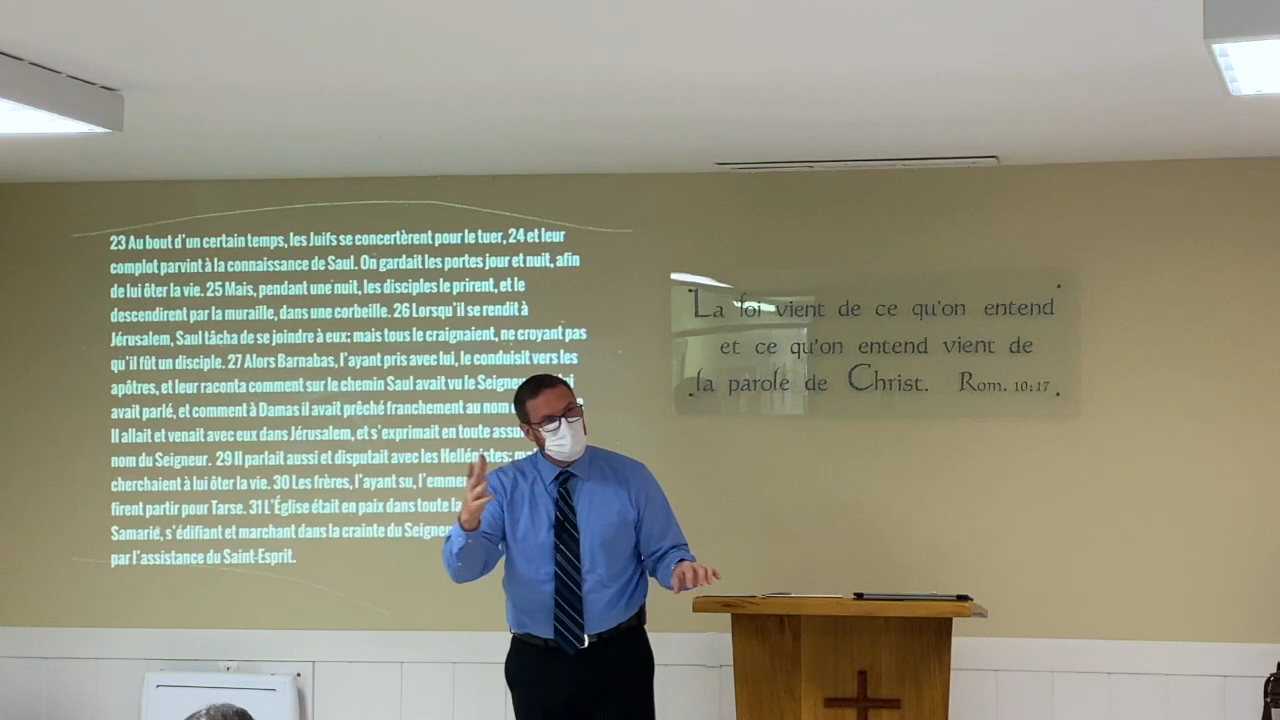 23 Au bout d'un certain temps, les Juifs se concertèrent pour le tuer, 24 et leur
complot parvint à la connaissance de Saul. On gardait les portes jour et nuit, afin
de lui ôter la vie. 25 Mais, pendant une nuit, les disciples le prirent, et le
descendirent par la muraille, dans une corbeille. 26 Lorsqu'il se rendit à
Jérusalem, Saul tâcha de se joindre à eux; mais tous le craignaient, ne croyant pas
qu'il fût un disciple. 27 Alors Barnabas, l'ayant pris avec lui, le conduisit vers les
apôtres, et leur raconta comment sur le chemin Saul avait vu le Seigneu
avait parlé, et comment à Damas il avait prêché franchement au nom
Il allait et venait avec eux dans Jérusalem, et s'exprimait en toute assu
nom du Seigneur. 29 Il parlait aussi et disputait avec les Hellénistes;
cherchaient à lui ôter la vie. 30 Les frères, l'ayant su, l'emme
firent partir pour Tarse. 31 L'Église était en paix dans toute la
Samarie, s'édifiant et marchant dans la crainte du Seigne
par l'assistance du Saint-Esprit.
La foi vient de ce qu'on entend
et ce qu'on entend vient de
la parole de Christ. Rom. 10:17